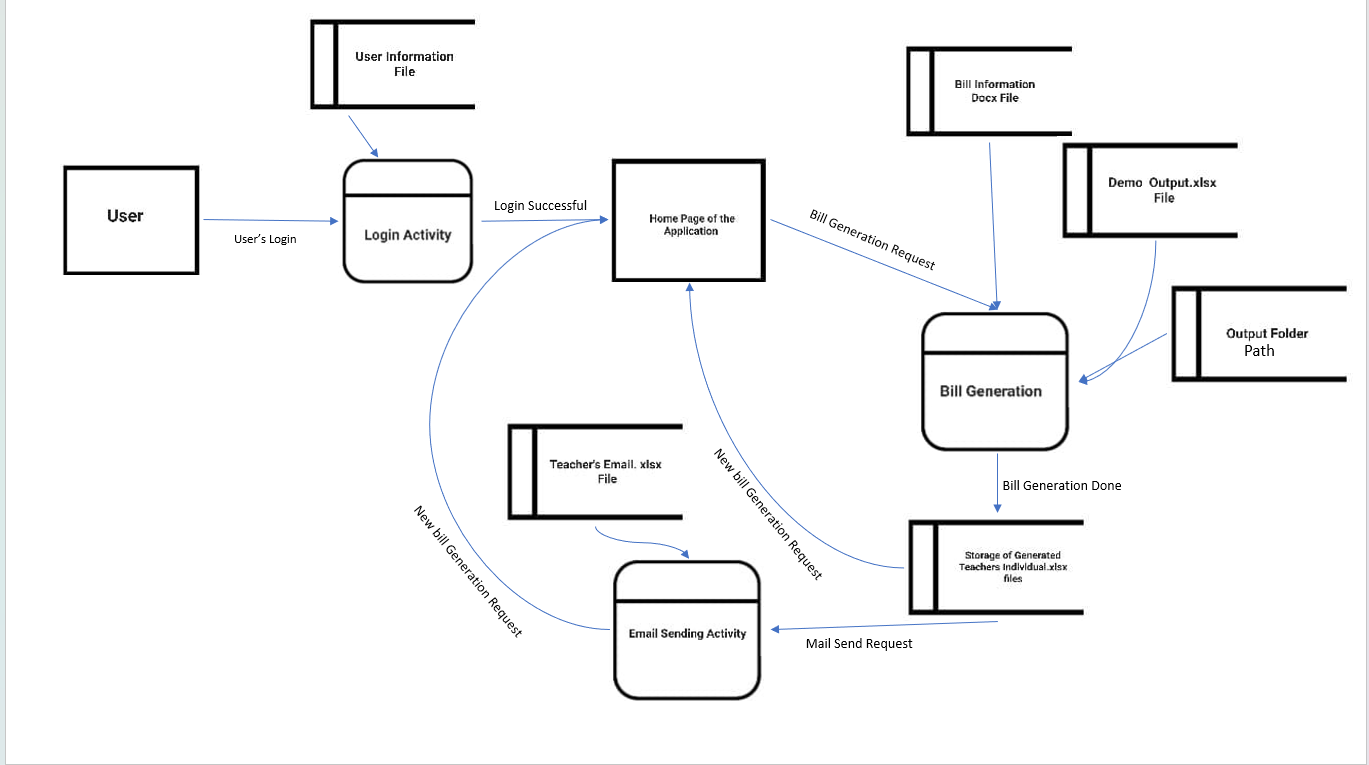 User Information
File
Bill Information
Docx File
Demo Output.xlsx
File
User
User's Login
Login Activity
Login Successful
Home Page of the
Application
Bill Generation Request
Output Folder
Path
Bill Generation
Teacher's Email. xlsx
File
New bill Generation Request
New bill Generation Request
Bill Generation Done
Storage of Generated
Teachers Individual.xlsx
files
Email Sending Activity
Mail Send Request